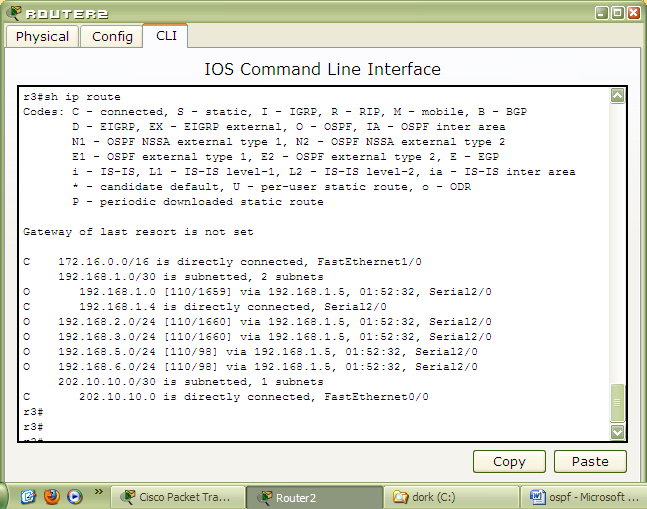 ROUTER2
Physical Config CLI
IOS Command Line Interface
r3#sh ip route
Codes: C - connected, S - static, I - IGRP, R - RIP, M - mobile, B - BGP
D - EIGRP, EX - EIGRP external, O - OSPF, IA - OSPF inter area
N1 - OSPF NSSA external type 1, N2 - OSPF NSSA external type 2
E1 - OSPF external type 1, E2 - OSPF external type 2, E - EGP
i - IS-IS, L1 - IS-IS level-1, L2 - IS-IS level-2, ia - IS-IS inter area
* - candidate default, U - per-user static route, o - ODR
P - periodic downloaded static route
Gateway of last resort is not set
C 172.16.0.0/16 is directly connected, FastEthernet1/0
192.168.1.0/30 is subnetted, 2 subnets
O 192.168.1.0 [110/1659] via 192.168.1.5, 01:52:32, Serial2/0
C 192.168.1.4 is directly connected, Serial2/0
O 192.168.2.0/24 [110/1660] via 192.168.1.5, 01:52:32, Serial2/0
O 192.168.3.0/24 [110/1660] via 192.168.1.5, 01:52:32, Serial2/0
O 192.168.5.0/24 [110/98] via 192.168.1.5, 01:52:32, Serial2/0
O 192.168.6.0/24 [110/98] via 192.168.1.5, 01:52:32, Serial2/0
202.10.10.0/30 is subnetted, 1 subnets
C 202.10.10.0 is directly connected, FastEthernet0/0
r3#
r3#
r3#
Copy Paste
» Cisco Packet Tra... Router2 dork (C:) ospf - Microsoft ...